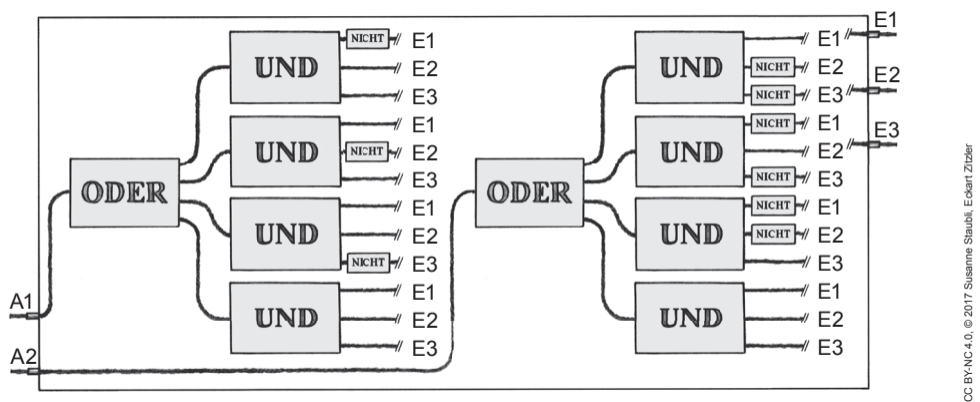 NICHT E1
UND E2
E3
E1
UND NICHT E2
E3
ODER
E1
UND E2
NICHT E3
E1
UND E2
E3
A1
A2
E1
UND NICHT E2
NICHT E3
NICHT E1
UND E2
NICHT E3
ODER
NICHT E1
UND NICHT E2
E3
E1
UND E2
E3
E1
E2
E3
CC BY-NC 4.0, © 2017 Susanne Staubli, Eckart Zitzler